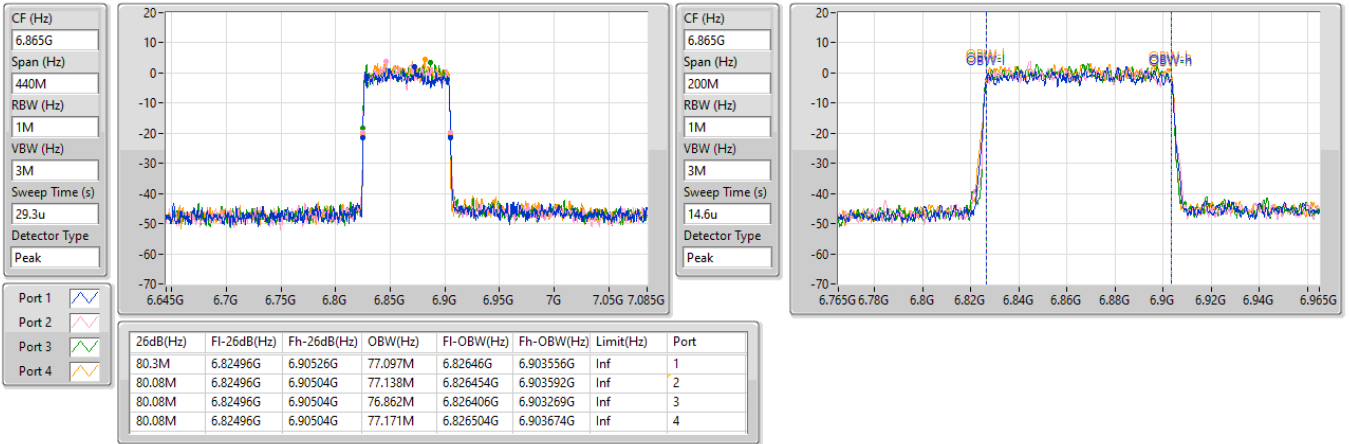 CF (Hz)
6.865G
Span (Hz)
440M
RBW (Hz)
1M
VBW (Hz)
3M
Sweep Time (s)
29.3u
Detector Type
Peak
20
10
0
-10
-20
-30
-40
-50
-60
-70
6.645G 6.7G 6.75G 6.8G 6.85G 6.9G 6.95G 7G 7.05G 7.085G
CF (Hz)
6.865G
Span (Hz)
200M
RBW (Hz)
1M
VBW (Hz)
3M
Sweep Time (s)
14.6u
Detector Type
Peak
20
10
0
-10
-20
-30
-40
-50
-60
-70
OBW-l OBW-h
6.765G 6.78G 6.8G 6.82G 6.84G 6.86G 6.88G 6.9G 6.92G 6.94G 6.965G
Port 1
Port 2
Port 3
Port 4
26dB(Hz) Fl-26dB(Hz) Fh-26dB(Hz) OBW(Hz) Fl-OBW(Hz) Fh-OBW(Hz) Limit(Hz) Port
80.3M 6.82496G 6.90526G 77.097M 6.82646G 6.903556G Inf 1
80.08M 6.82496G 6.90504G 77.138M 6.826454G 6.903592G Inf 2
80.08M 6.82496G 6.90504G 76.862M 6.826406G 6.903269G Inf 3
80.08M 6.82496G 6.90504G 77.171M 6.826504G 6.903674G Inf 4